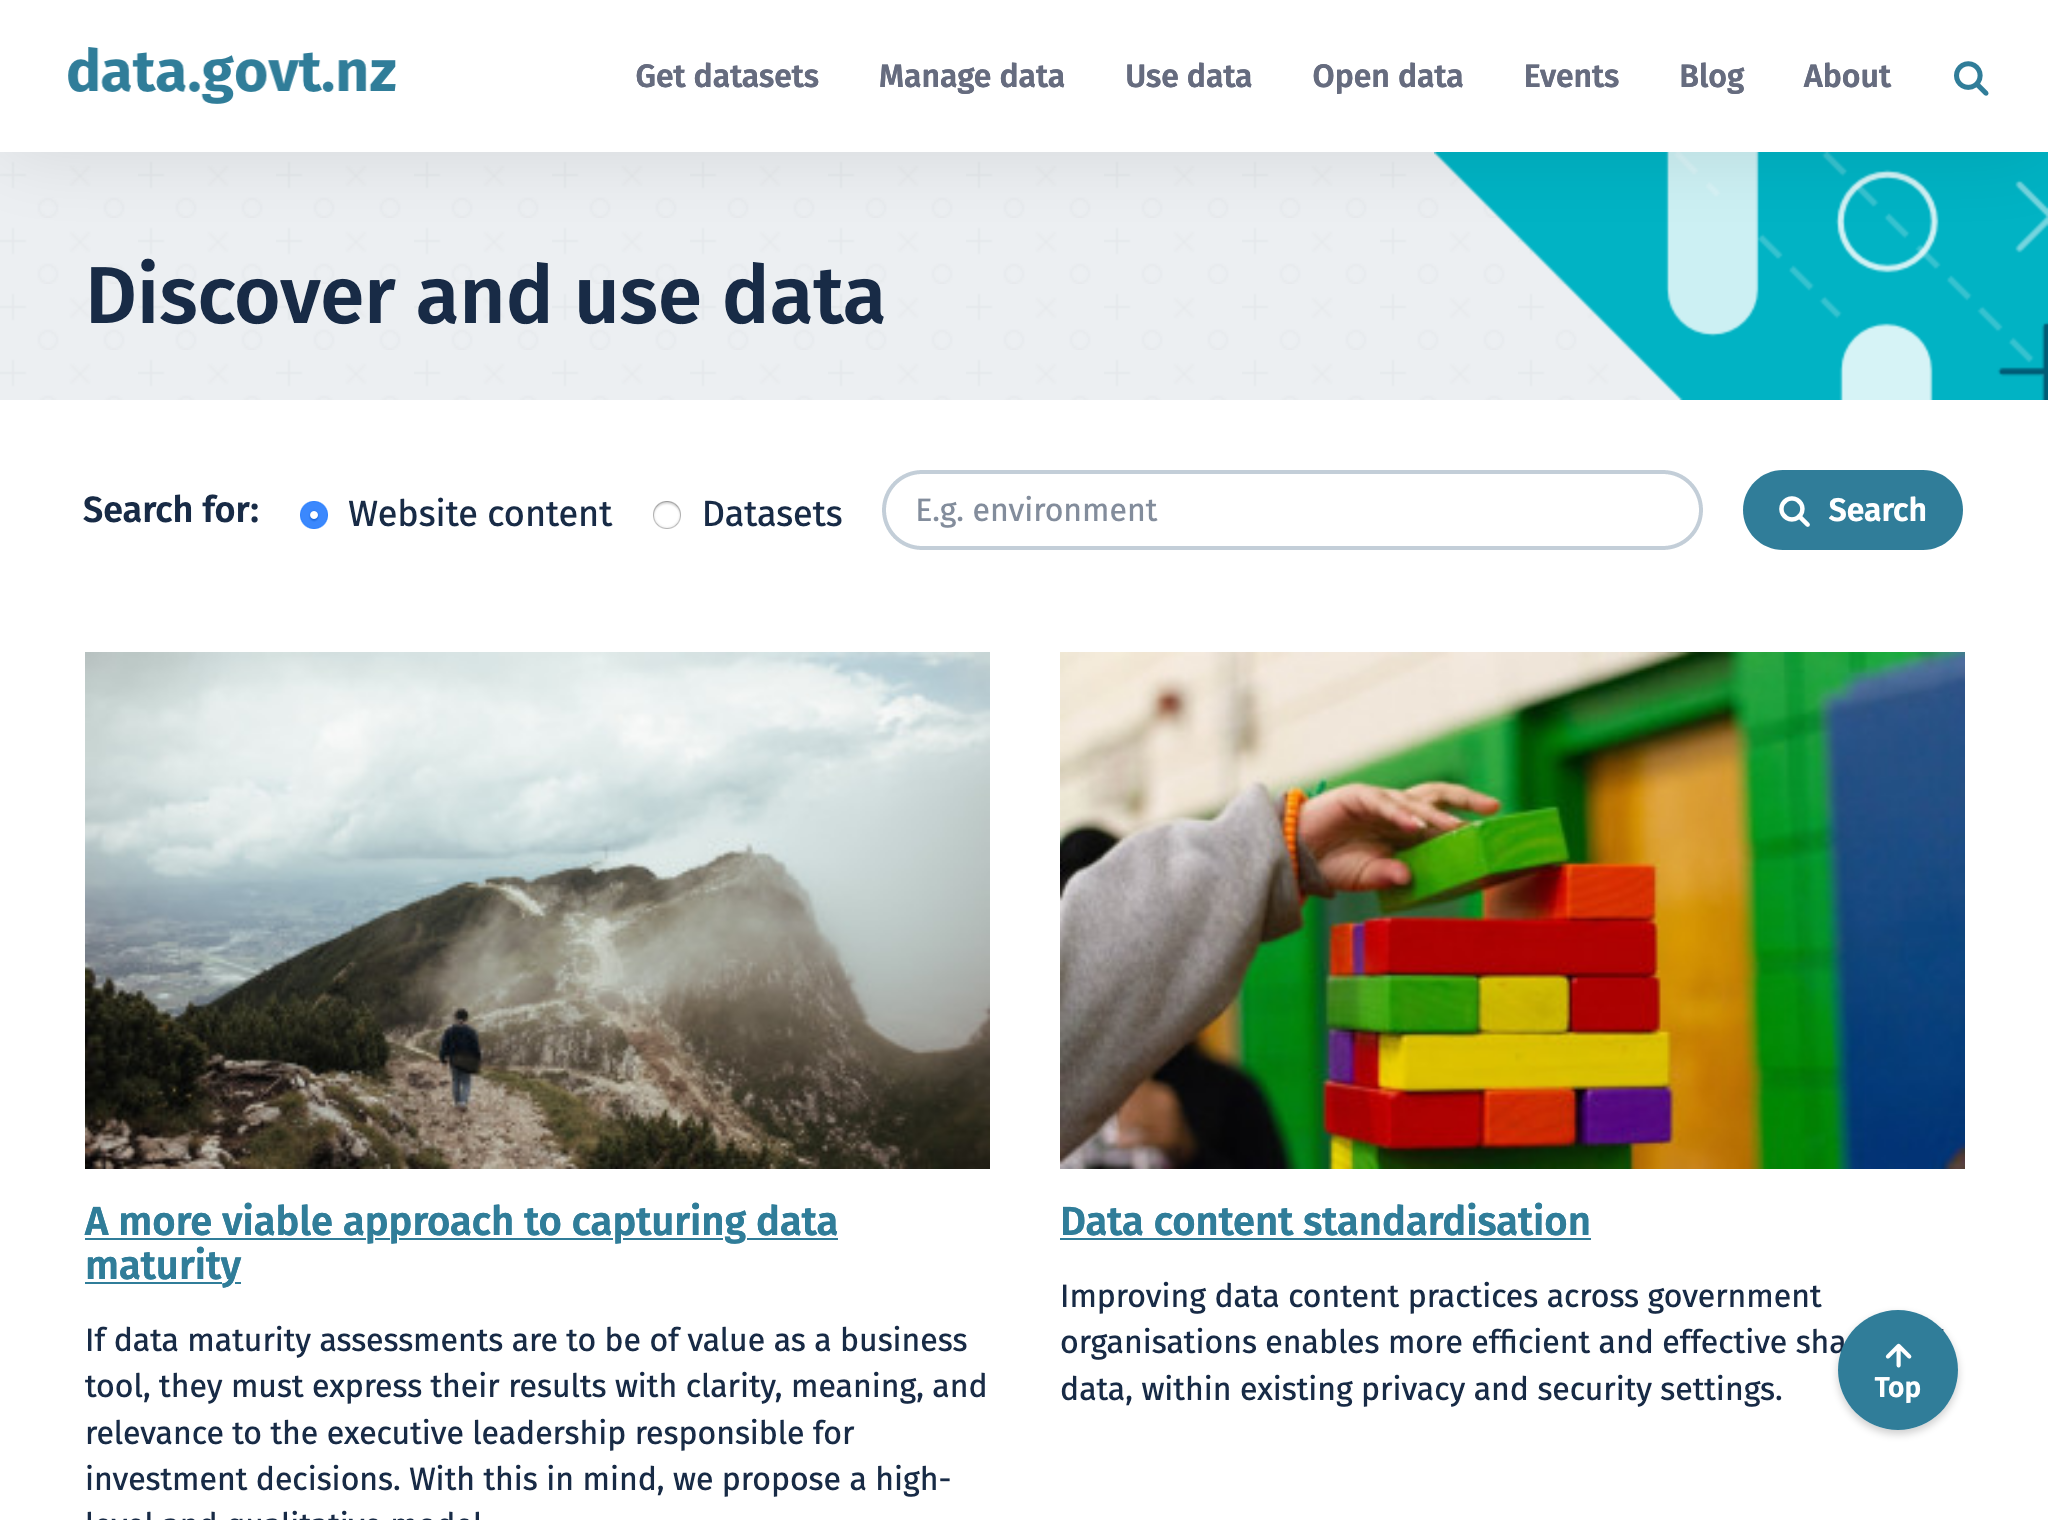 data.govt.nz
Get datasets
Manage data
Use data
Open data
Events
Blog
About
Discover and use data
Search for:
Website content
Datasets
E.g. environment
Search
A more viable approach to capturing data
maturity
If data maturity assessments are to be of value as a business
tool, they must express their results with clarity, meaning, and
relevance to the executive leadership responsible for
investment decisions. With this in mind, we propose a high-
level and qualitative model
Data content standardisation
Improving data content practices across government
organisations enables more efficient and effective
data, within existing privacy and security settings.
Top